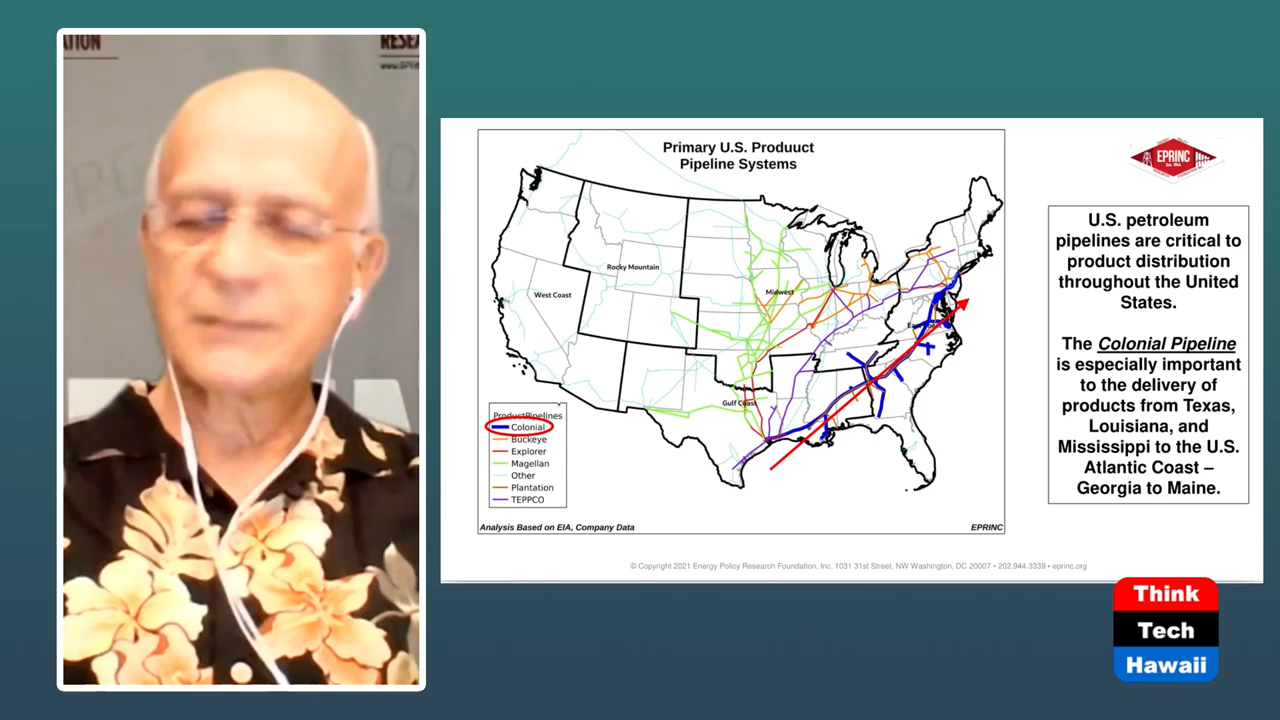 RESE
Primary U.S. Produuct
Pipeline Systems
Rocky Mountain
West Coast
Midwest
Gulf Coast
ProductPipelines
Colonial
Buckeye
Explorer
Magellan
Other
Plantation
TEPPCO
Analysis Based on EIA, Company Data
EPRINC
EPRINC
U.S. petroleum
pipelines are critical to
product distribution
throughout the United
States.
The Colonial Pipeline
is especially important
to the delivery of
products from Texas,
Louisiana, and
Mississippi to the U.S.
Atlantic Coast –
Georgia to Maine.
© Copyright 2021 Energy Policy Research Foundation, Inc. 1031 31st Street, NW Washington, DC 20007 • 202.944.3339 • eprinc.org
Think
Tech
Hawaii